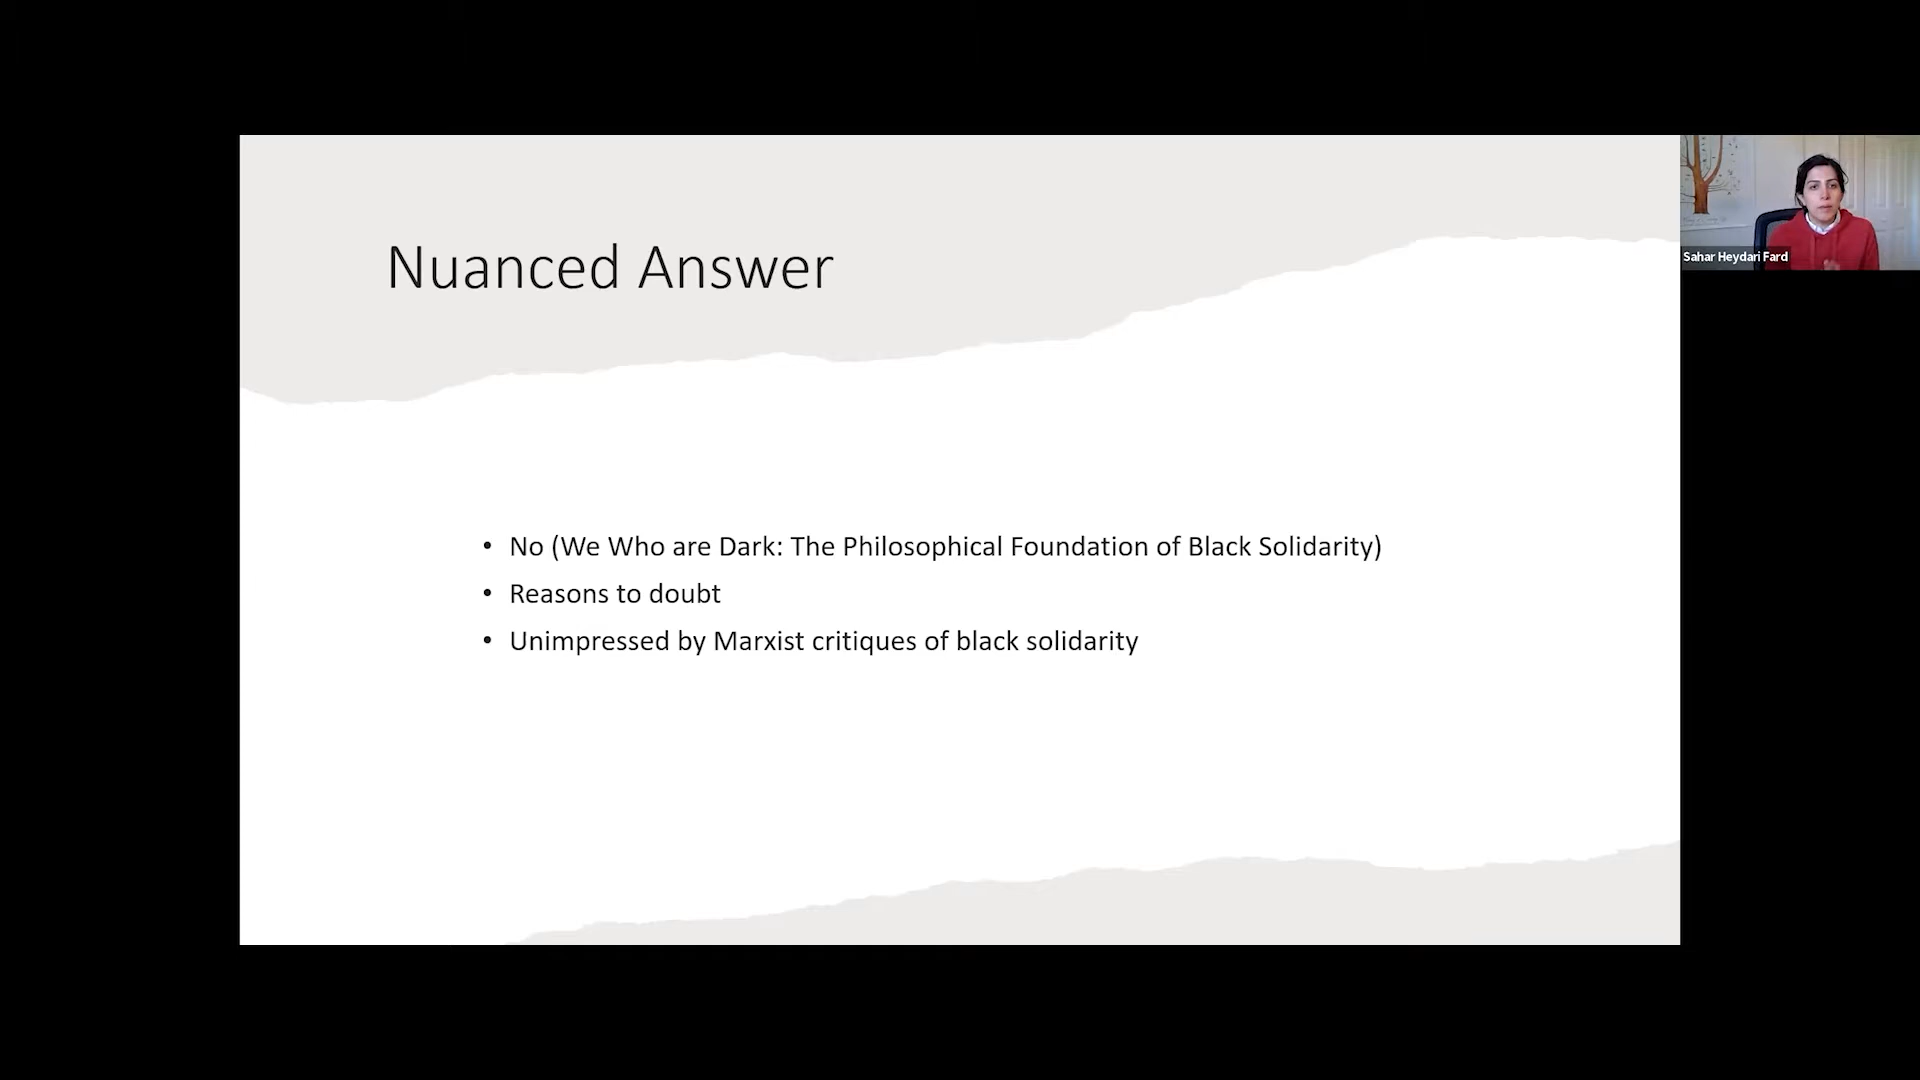 Nuanced Answer
Sahar Heydari Fard
• No (We Who are Dark: The Philosophical Foundation of Black Solidarity)
• Reasons to doubt
• Unimpressed by Marxist critiques of black solidarity